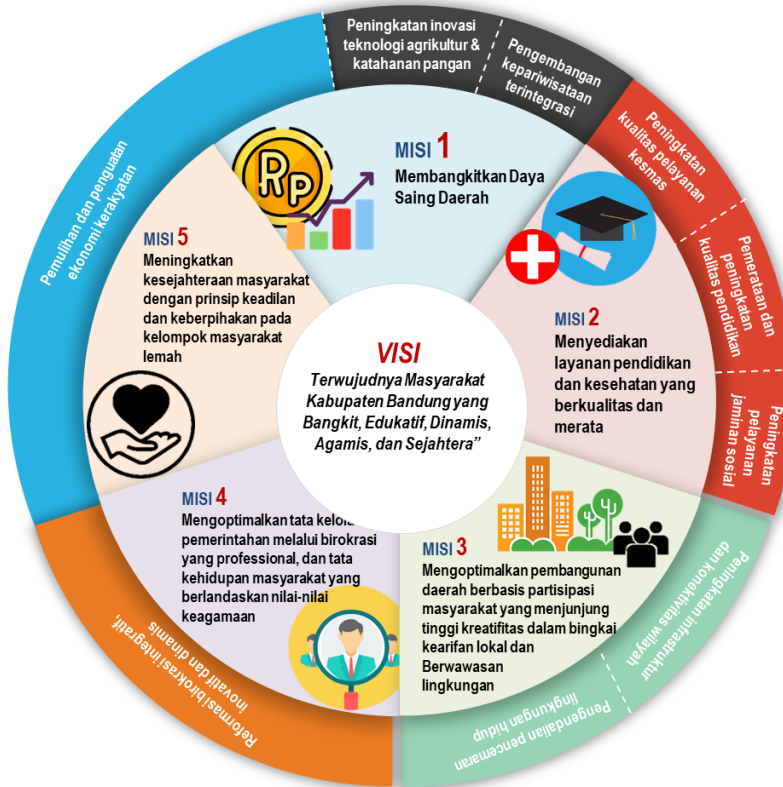 Peningkatan inovasi
teknologi agrikultur &
katahanan pangan
Pengembangan
kepariwisataan
terintegrasi
Peningkatan
kualitas pelayanan
kesmas
Pemerataan dan
peningkatan
kualitas pendidikan
Peningkatan
pelayanan
jaminan sosial
Peningkatan infrastruktur
dan konektivitas wilayah
Pengendalian pencemaran
lingkungan hidup
Reformasi birokrasi integratif,
inovatif dan dinamis
Pemulihan dan penguatan
ekonomi kerakyatan
RP
MISI 1
Membangkitkan Daya
Saing Daerah
MISI 2
Menyediakan
layanan pendidikan
dan kesehatan yang
berkualitas dan
merata
MISI 3
Mengoptimalkan pembangunan
daerah berbasis partisipasi
masyarakat yang menjunjung
tinggi kreatifitas dalam bingkai
kearifan lokal dan
Berwawasan
lingkungan
MISI 4
Mengoptimalkan tata kelola
pemerintahan melalui birokrasi
yang professional, dan tata
kehidupan masyarakat yang
berlandaskan nilai-nilai
keagamaan
MISI 5
Meningkatkan
kesejahteraan masyarakat
dengan prinsip keadilan
dan keberpihakan pada
kelompok masyarakat
lemah
VISI
Terwujudnya Masyarakat
Kabupaten Bandung yang
Bangkit, Edukatif, Dinamis,
Agamis, dan Sejahtera”